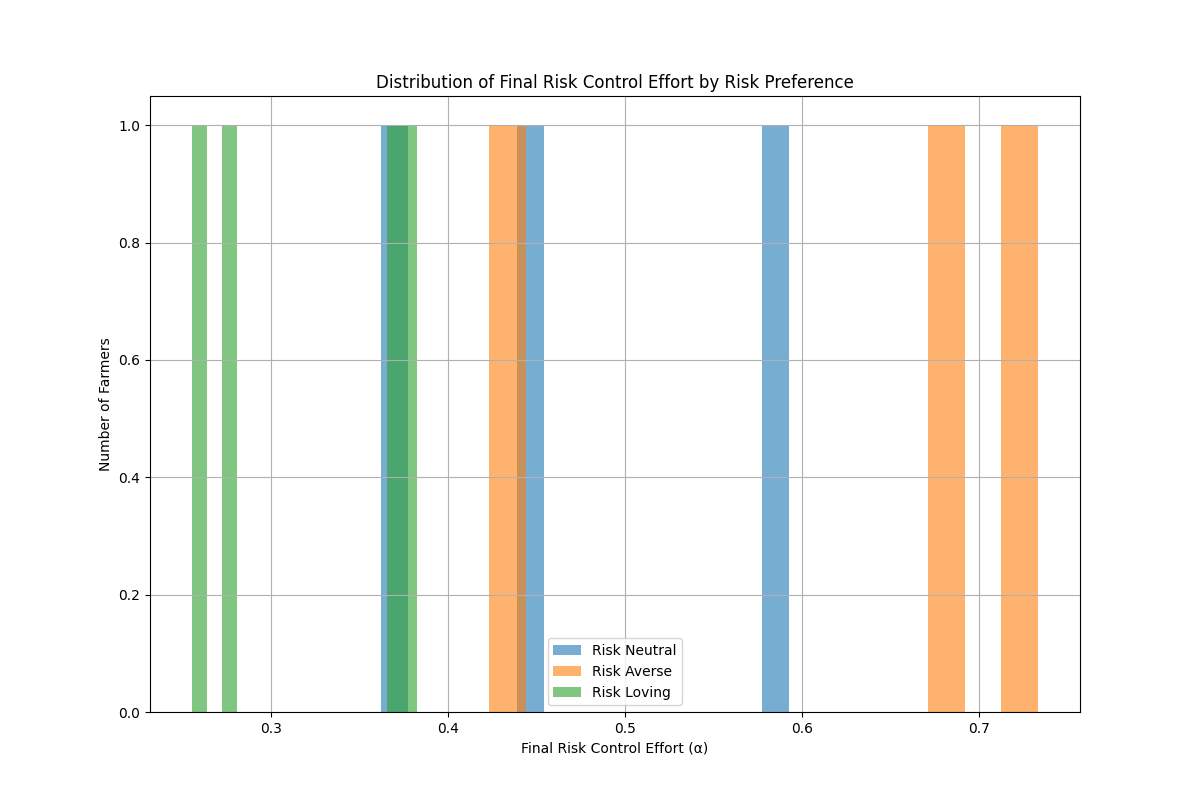 Distribution of Final Risk Control Effort by Risk Preference
Number of Farmers
1.0
0.8
0.6
0.4
0.2
0.0
Risk Neutral
Risk Averse
Risk Loving
0.3 0.4 0.5 0.6 0.7
Final Risk Control Effort (α)